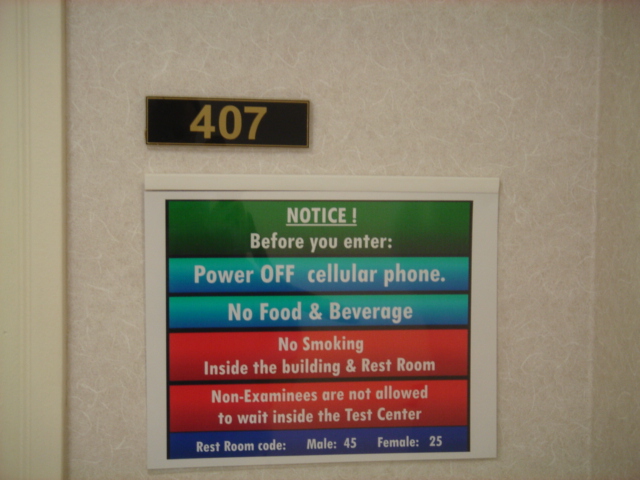 407
NOTICE !
Before you enter:
Power OFF cellular phone.
No Food & Beverage
No Smoking
Inside the building & Rest Room
Non-Examinees are not allowed
to wait inside the Test Center
Rest Room code: Male: 45 Female: 25